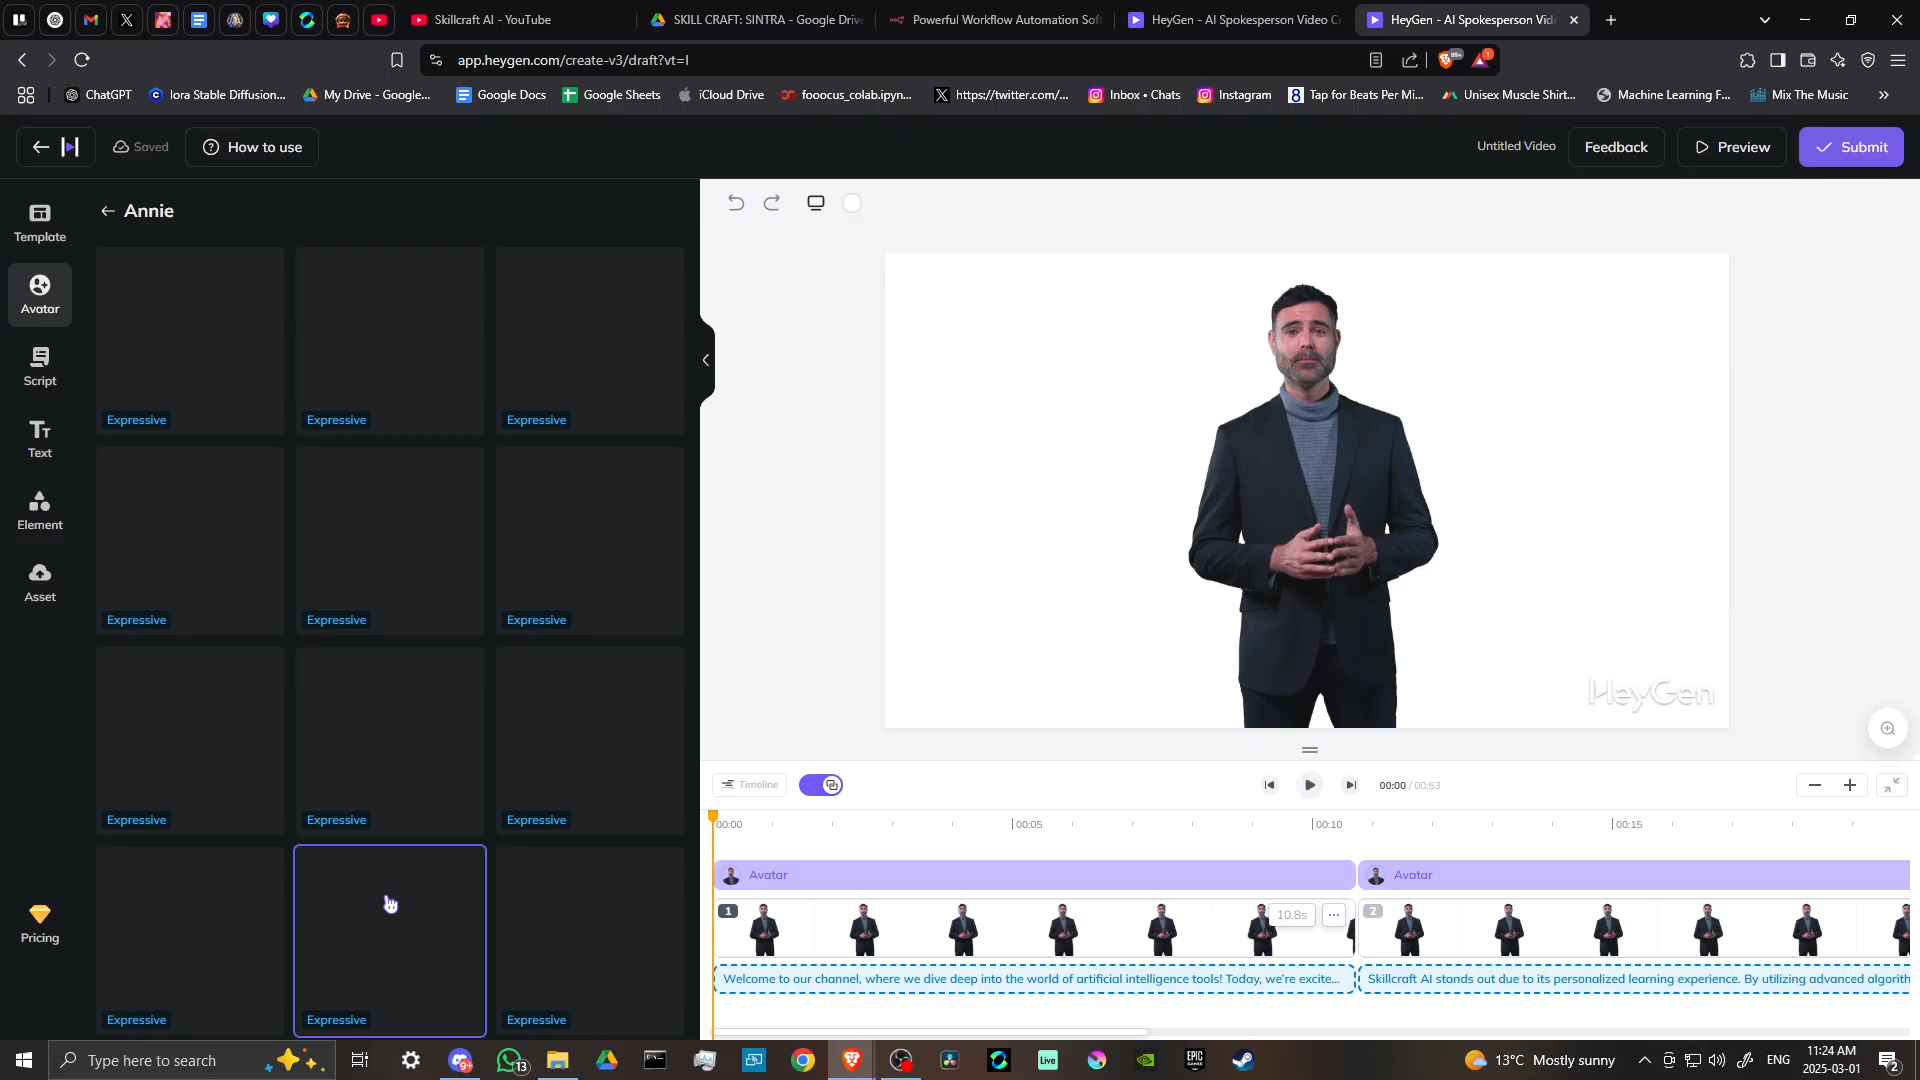 Skillcraft AI - YouTube
SKILL CRAFT: SINTRA - Google Drive
Powerful Workflow Automation Soft
HeyGen - AI Spokesperson Video C
HeyGen - AI Spokesperson Vide
app.heygen.com/create-v3/draft?vt=l
99+
1
ChatGPT
lora Stable Diffusion...
My Drive - Google...
Google Docs
Google Sheets
iCloud Drive
fooocus_colab.ipyn...
https://twitter.com/...
Inbox • Chats
Instagram
8
Tap for Beats Per Mi...
Unisex Muscle Shirt...
Machine Learning F...
Mix The Music
Saved
How to use
Untitled Video
Feedback
Preview
Submit
Template
Avatar
Script
Text
Element
Asset
Pricing
Annie
Expressive
Expressive
Expressive
Expressive
Expressive
Expressive
Expressive
Expressive
Expressive
Expressive
Expressive
Expressive
HeyGen
Timeline
00:00 / 00:53
00:00
00:05
00:10
00:15
Avatar
Avatar
1
10.8s
2
Welcome to our channel, where we dive deep into the world of artificial intelligence tools! Today, we're excite...
Skillcraft AI stands out due to its personalized learning experience. By utilizing advanced algorith
Type here to search
9+
13
Live
EPIC GAMES
13°C Mostly sunny
ENG
11:24 AM
2025-03-01
2